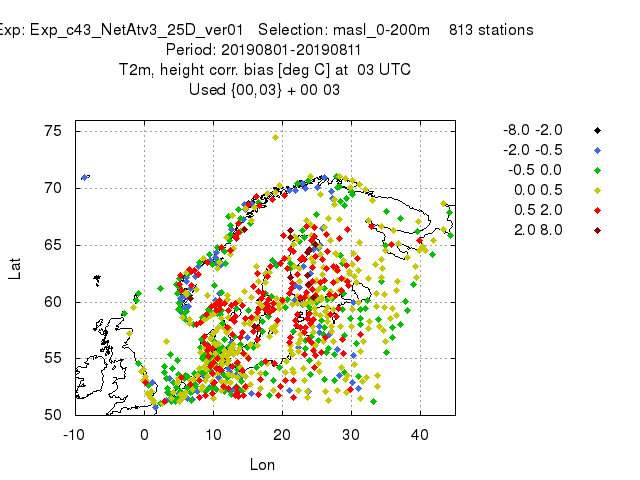 Exp: Exp_c43_NetAtv3_25D_ver01 Selection: masl_0-200m 813 stations
Period: 20190801-20190811
T2m, height corr. bias [deg C] at 03 UTC
Used {00,03} + 00 03
-8.0 -2.0
-2.0 -0.5
-0.5 0.0
0.0 0.5
0.5 2.0
2.0 8.0
75
70
65
60
55
50
Lat
-10 0 10 20 30 40
Lon